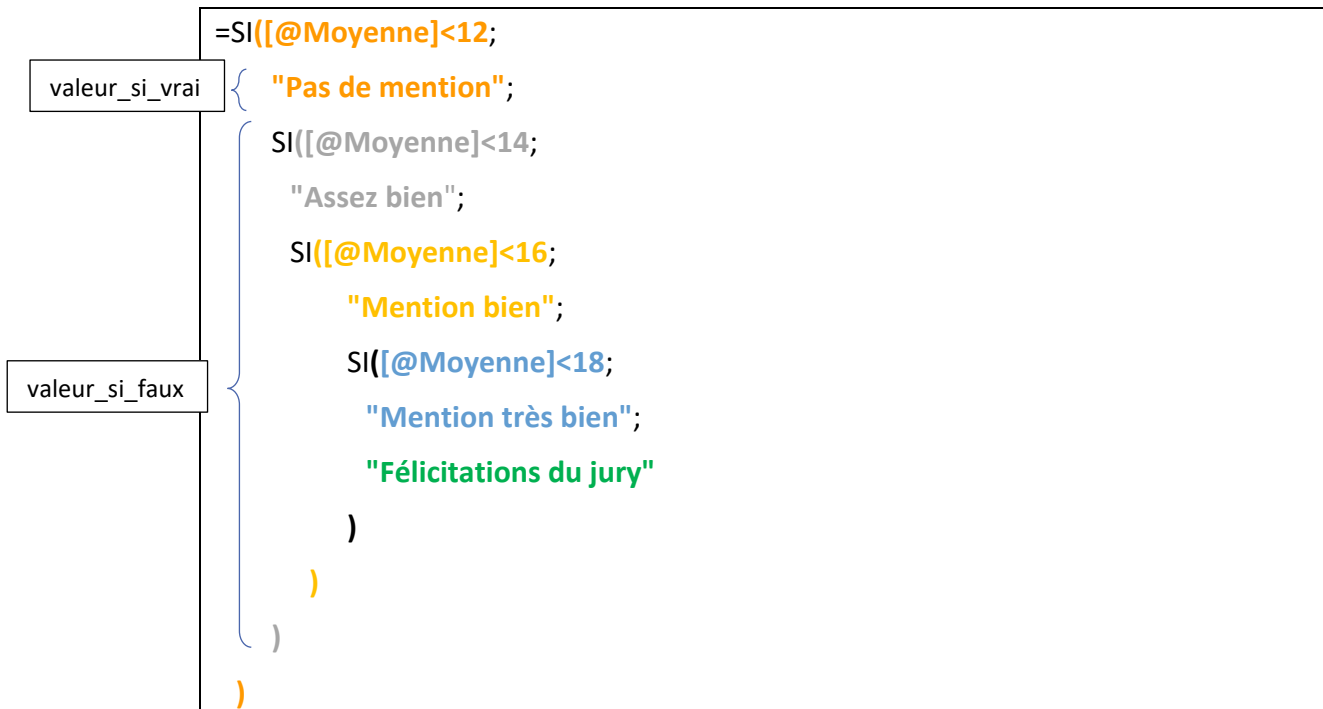 =SI([@Moyenne]<12;
valeur_si_vrai
"Pas de mention";
SI([@Moyenne]<14;
"Assez bien";
SI([@Moyenne]<16;
"Mention bien";
SI([@Moyenne]<18;
valeur_si_faux
"Mention très bien";
"Félicitations du jury"
)
)
)
)